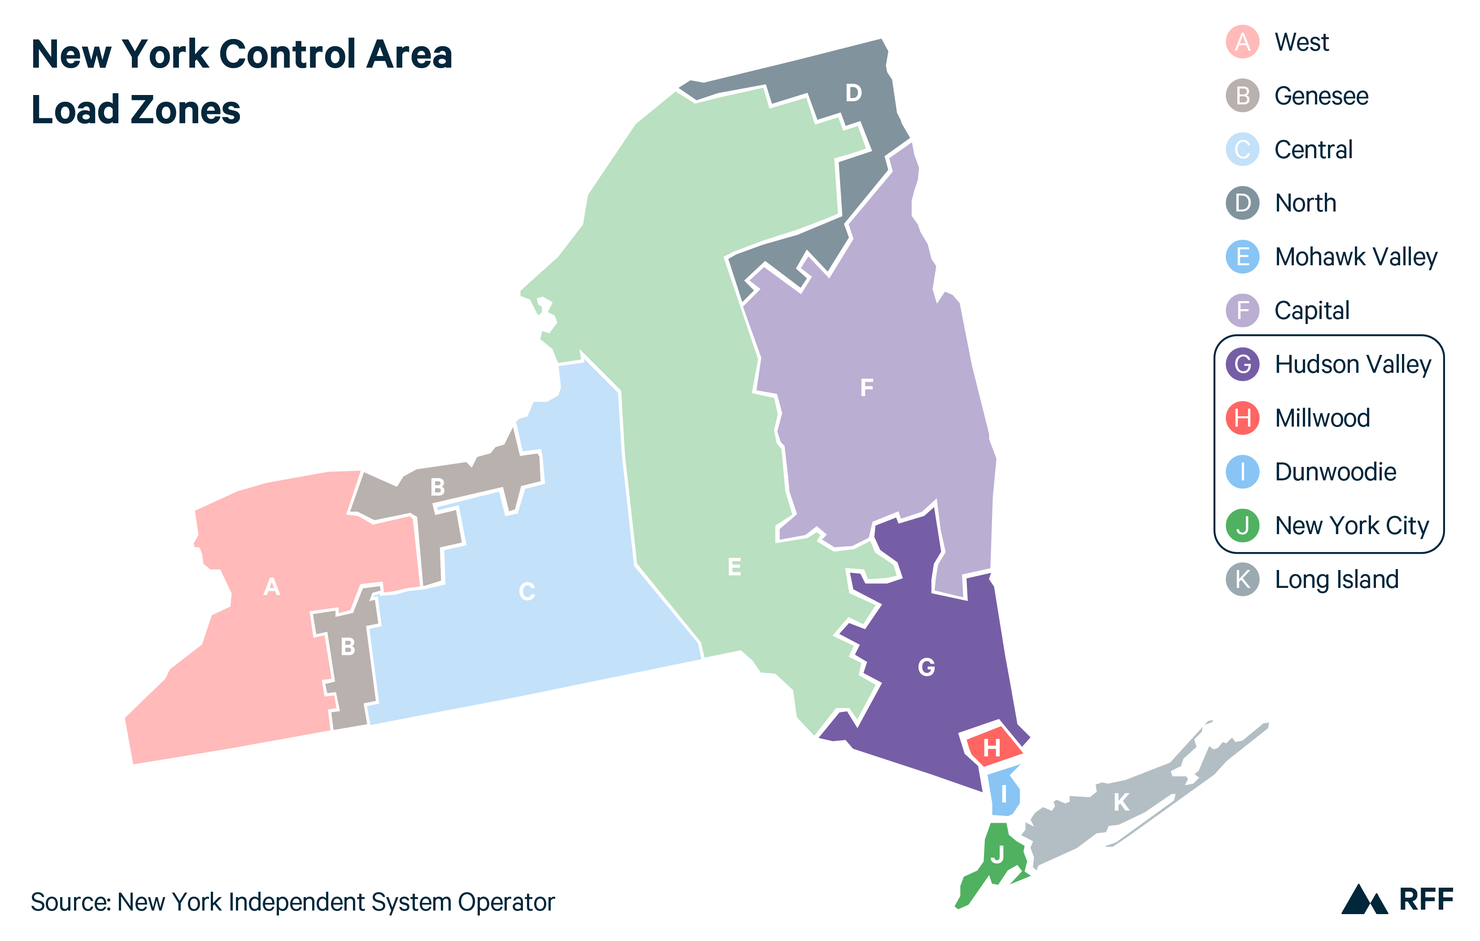 New York Control Area
Load Zones
A West
B Genesee
C Central
D North
E Mohawk Valley
F Capital
G Hudson Valley
H Millwood
I Dunwoodie
J New York City
K Long Island
D
F
B
E
A
C
B
G
H
I
K
J
Source: New York Independent System Operator
RFF